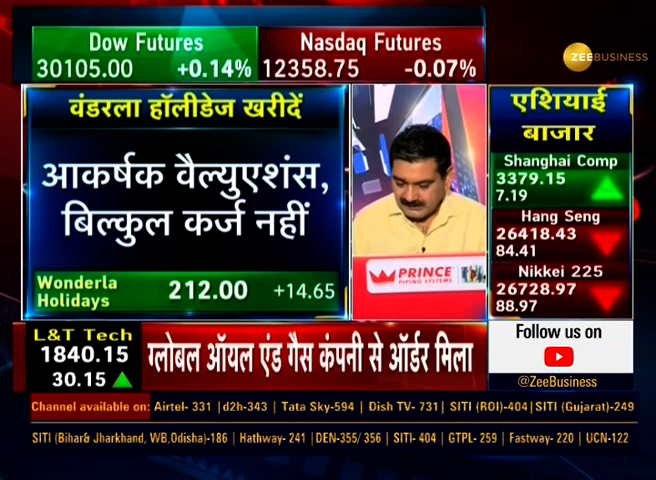 Dow Futures
30105.00 +0.14%
Nasdaq Futures
12358.75 -0.07%
ZEE BUSINESS
वंडरला हॉलीडेज खरीदें
आकर्षक वैल्युएशंस,
बिल्कुल कर्ज नहीं
Wonderla
Holidays
212.00 +14.65
PRINCE
PIPING SYSTEMS
एशियाई
बाजार
Shanghai Comp
3379.15
7.19
Hang Seng
26418.43
84.41
Nikkei 225
26728.97
88.97
L&T Tech
1840.15
30.15
ग्लोबल ऑयल एंड गैस कंपनी से ऑर्डर मिला
Follow us on
@ZeeBusiness
Channel available on: Airtel- 331 | d2h-343 | Tata Sky-594 | Dish TV- 731| SITI (ROI)-404| SITI (Gujarat)-249
SITI (Bihar& Jharkhand, WB,Odisha)-186 | Hathway- 241 |DEN-355/ 356 | SITI- 404 | GTPL- 259 | Fastway- 220 | UCN-122